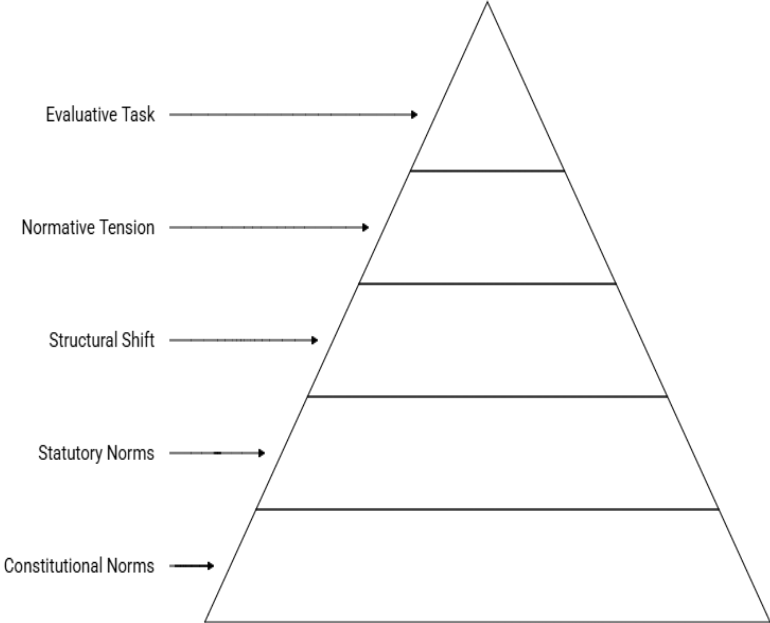 Evaluative Task
Normative Tension
Structural Shift
Statutory Norms
Constitutional Norms